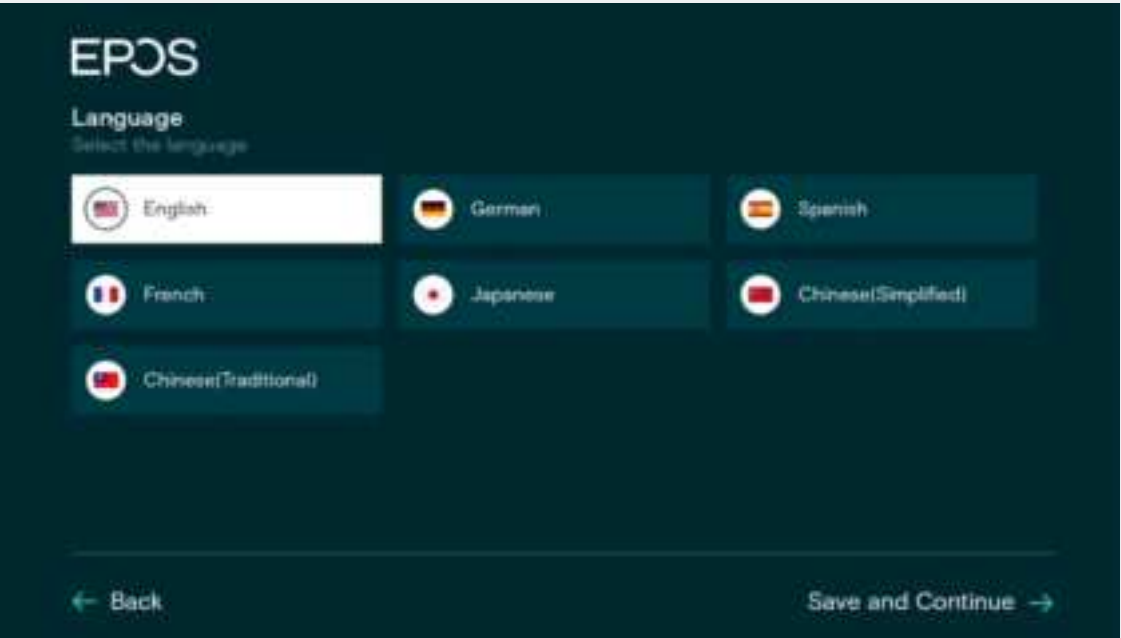 EPOS
Language
Select the language
English
German
Spanish
French
Japanese
Chinese(Simplified)
Chinese(Traditional)
Back
Save and Continue